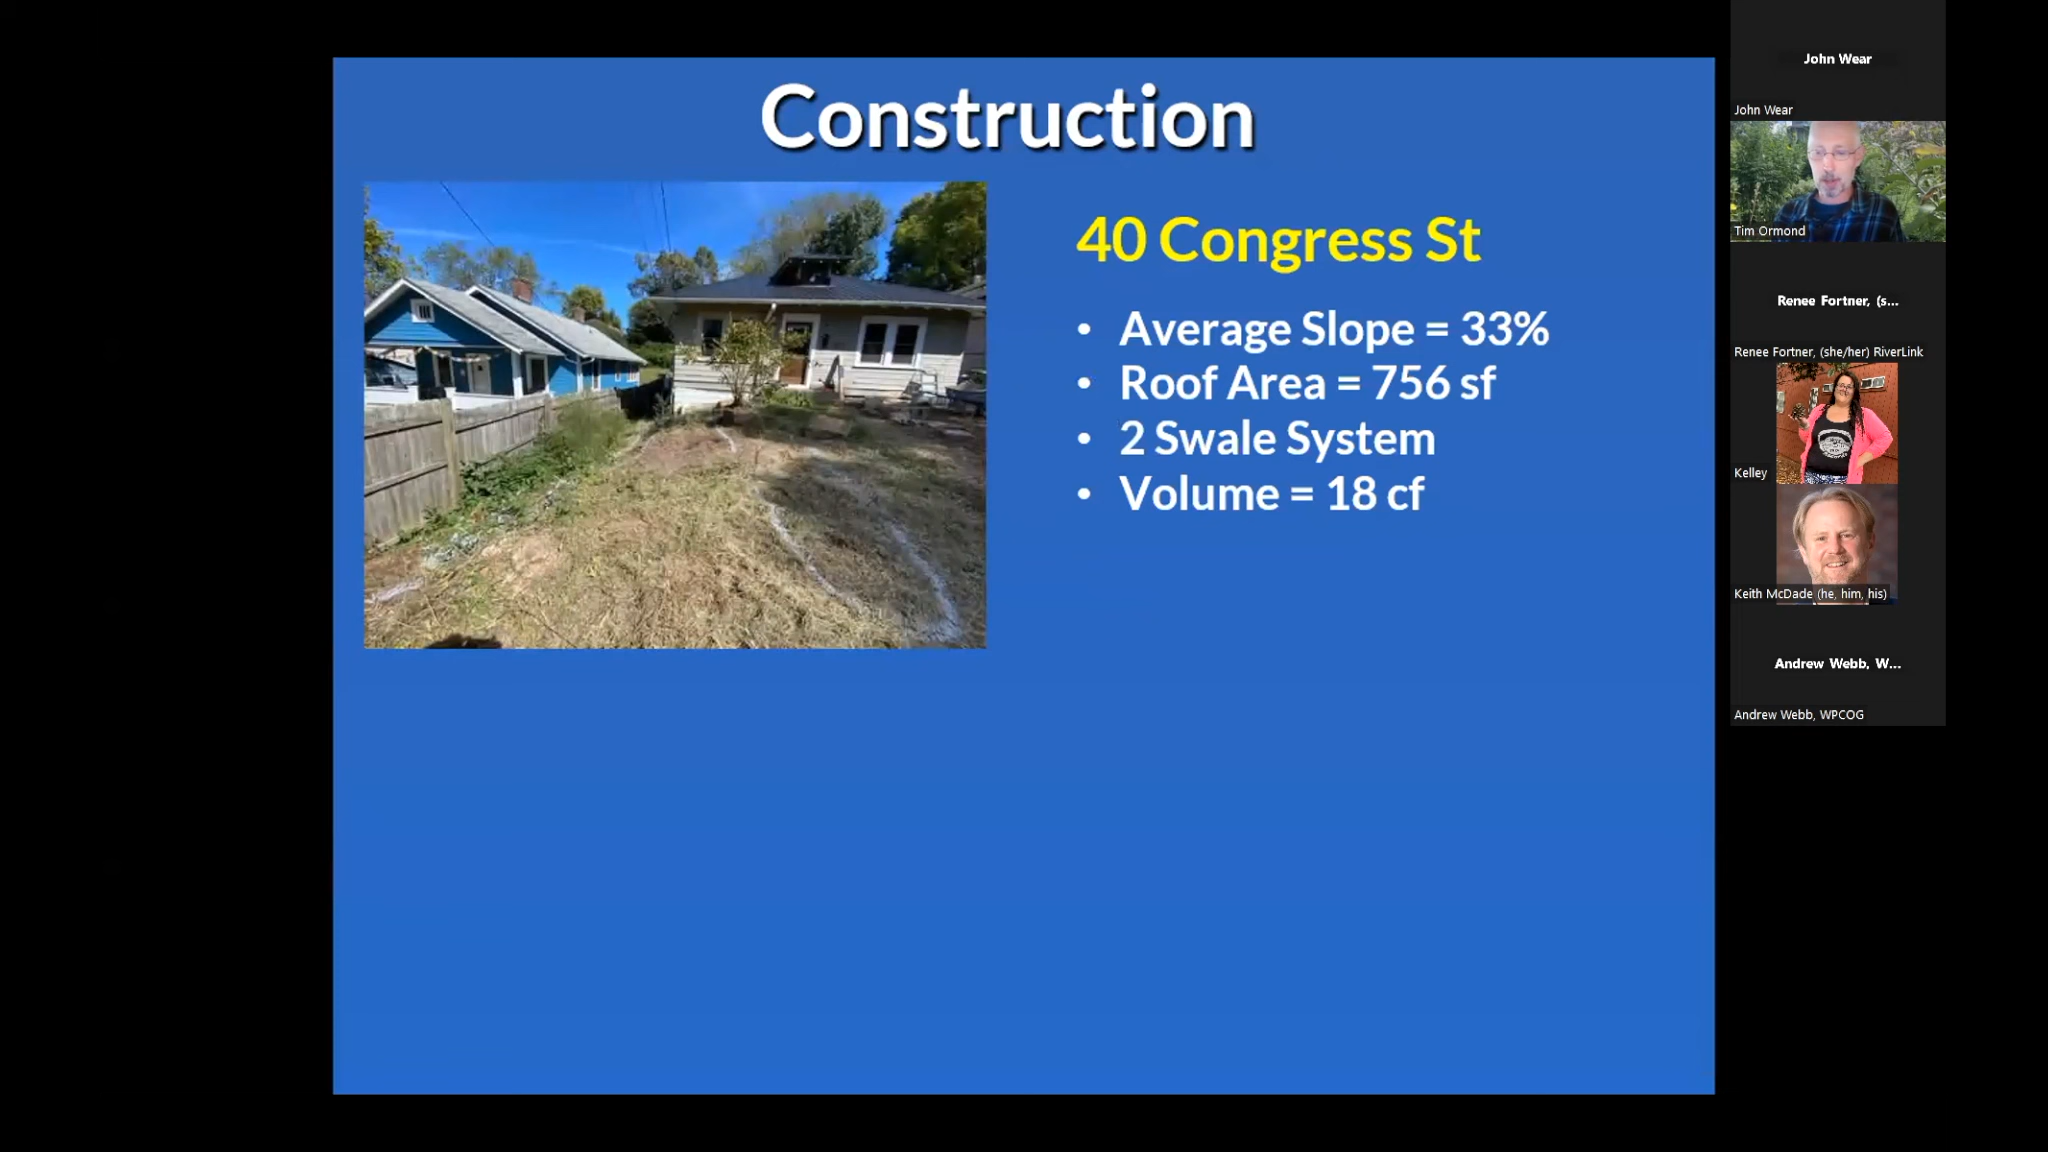 Construction
40 Congress St
• Average Slope = 33%
• Roof Area = 756 sf
• 2 Swale System
• Volume = 18 cf
John Wear
John Wear
Tim Ormond
Renee Fortner, (s...
Renee Fortner, (she/her) RiverLink
Kelley
Keith McDade (he, him, his)
Andrew Webb, W...
Andrew Webb, WPCOG